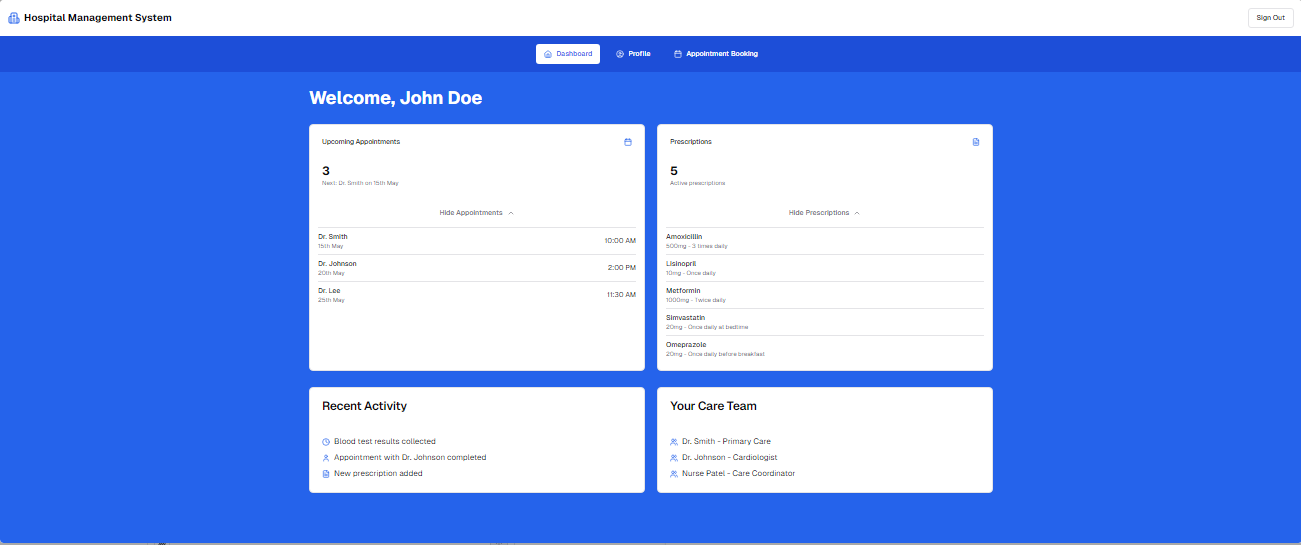 Hospital Management System
Sign Out
Dashboard
Profile
Appointment Booking
Welcome, John Doe
Upcoming Appointments
3
Next: Dr. Smith on 15th May
Hide Appointments
Dr. Smith
15th May
10:00 AM
Dr. Johnson
20th May
2:00 PM
Dr. Lee
25th May
11:30 AM
Prescriptions
5
Active prescriptions
Hide Prescriptions
Amoxicillin
500mg - 3 times daily
Lisinopril
10mg - Once daily
Metformin
1000mg - Twice daily
Simvastatin
20mg - Once daily at bedtime
Omeprazole
20mg - Once daily before breakfast
Recent Activity
Blood test results collected
Appointment with Dr. Johnson completed
New prescription added
Your Care Team
Dr. Smith - Primary Care
Dr. Johnson - Cardiologist
Nurse Patel - Care Coordinator